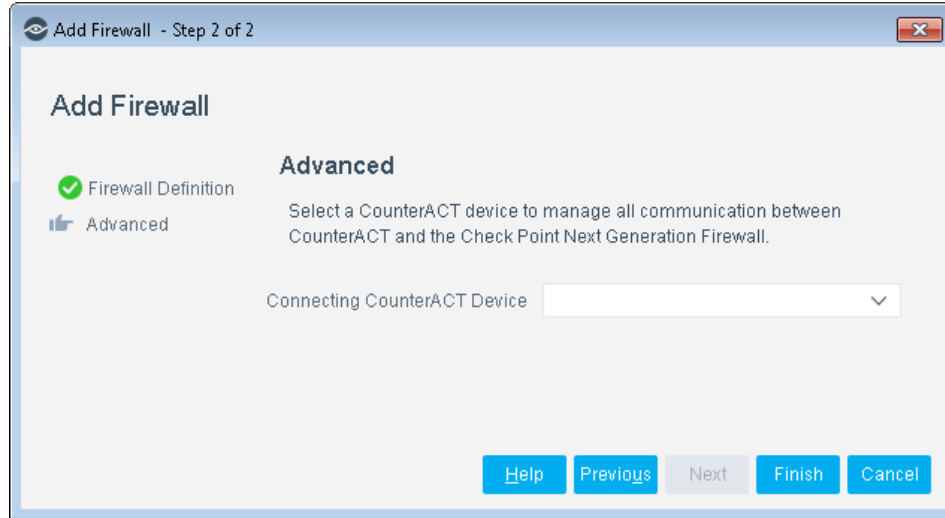 Add Firewall - Step 2 of 2
Add Firewall
Firewall Definition
Advanced
Advanced
Select a CounterACT device to manage all communication between
CounterACT and the Check Point Next Generation Firewall.
Connecting CounterACT Device
Help Previous Next Finish Cancel